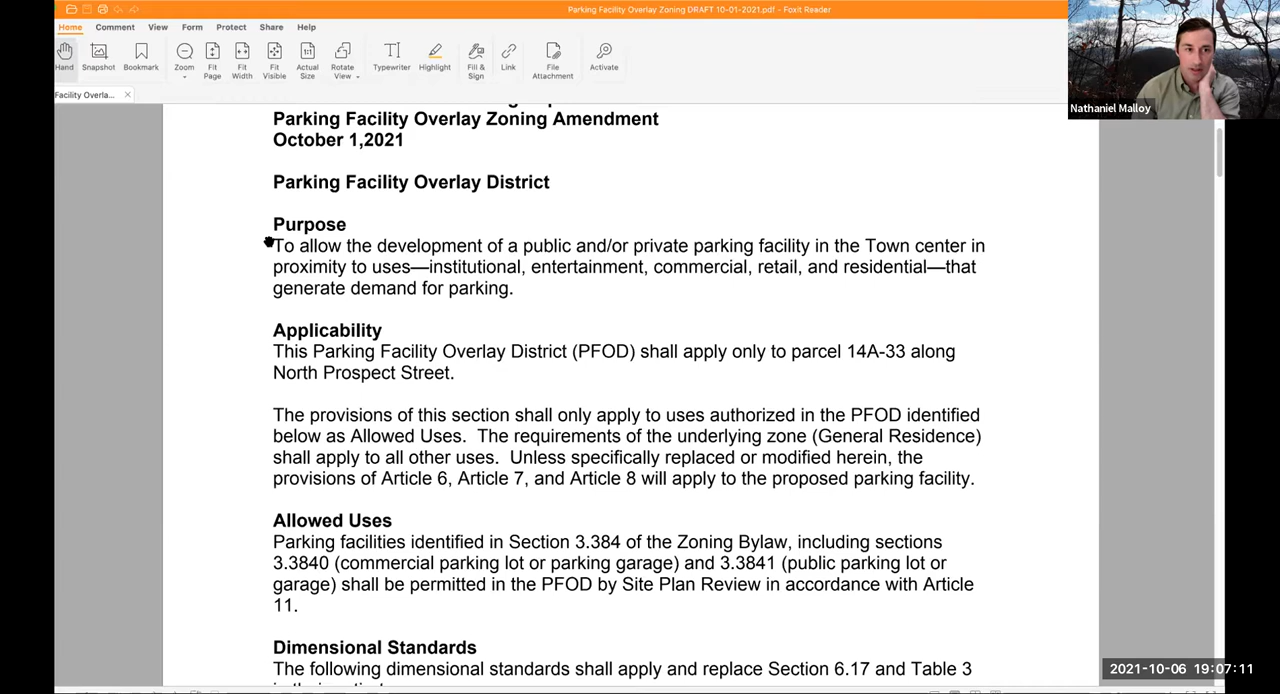 Parking Facility Overlay Zoning DRAFT 10-01-2021.pdf - Foxit Reader
Home Comment View Form Protect Share Help
Hand Snapshot Bookmark Zoom Fit Page Fit Width Fit Visible Actual Size Rotate View Typewriter Highlight Fill & Sign Link File Attachment Activate
Nathaniel Malloy
Facility Overla...
Parking Facility Overlay Zoning Amendment
October 1,2021
Parking Facility Overlay District
Purpose
To allow the development of a public and/or private parking facility in the Town center in
proximity to uses—institutional, entertainment, commercial, retail, and residential—that
generate demand for parking.
Applicability
This Parking Facility Overlay District (PFOD) shall apply only to parcel 14A-33 along
North Prospect Street.
The provisions of this section shall only apply to uses authorized in the PFOD identified
below as Allowed Uses. The requirements of the underlying zone (General Residence)
shall apply to all other uses. Unless specifically replaced or modified herein, the
provisions of Article 6, Article 7, and Article 8 will apply to the proposed parking facility.
Allowed Uses
Parking facilities identified in Section 3.384 of the Zoning Bylaw, including sections
3.3840 (commercial parking lot or parking garage) and 3.3841 (public parking lot or
garage) shall be permitted in the PFOD by Site Plan Review in accordance with Article
11.
Dimensional Standards
The following dimensional standards shall apply and replace Section 6.17 and Table 3
2021-10-06 19:07:11